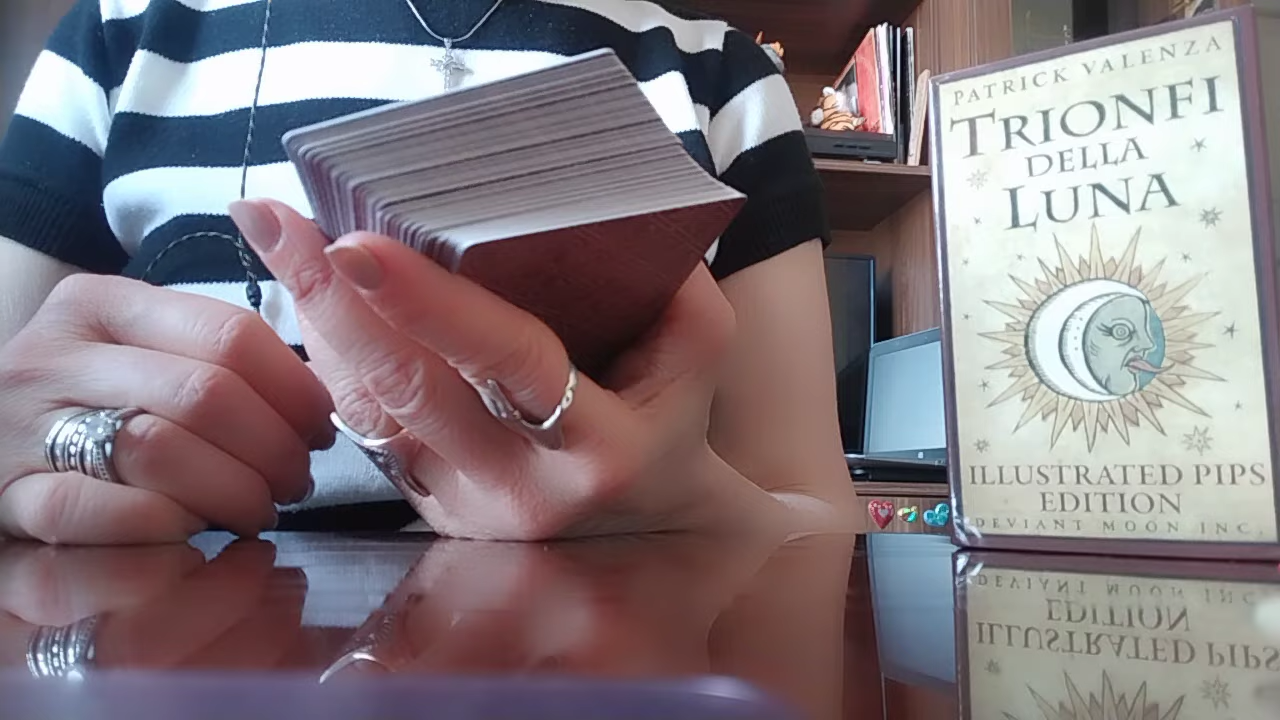 PATRICK VALENZA
TRIONFI
DELLA
LUNA
ILLUSTRATED PIPS
EDITION
DEVIANT MOON INC.